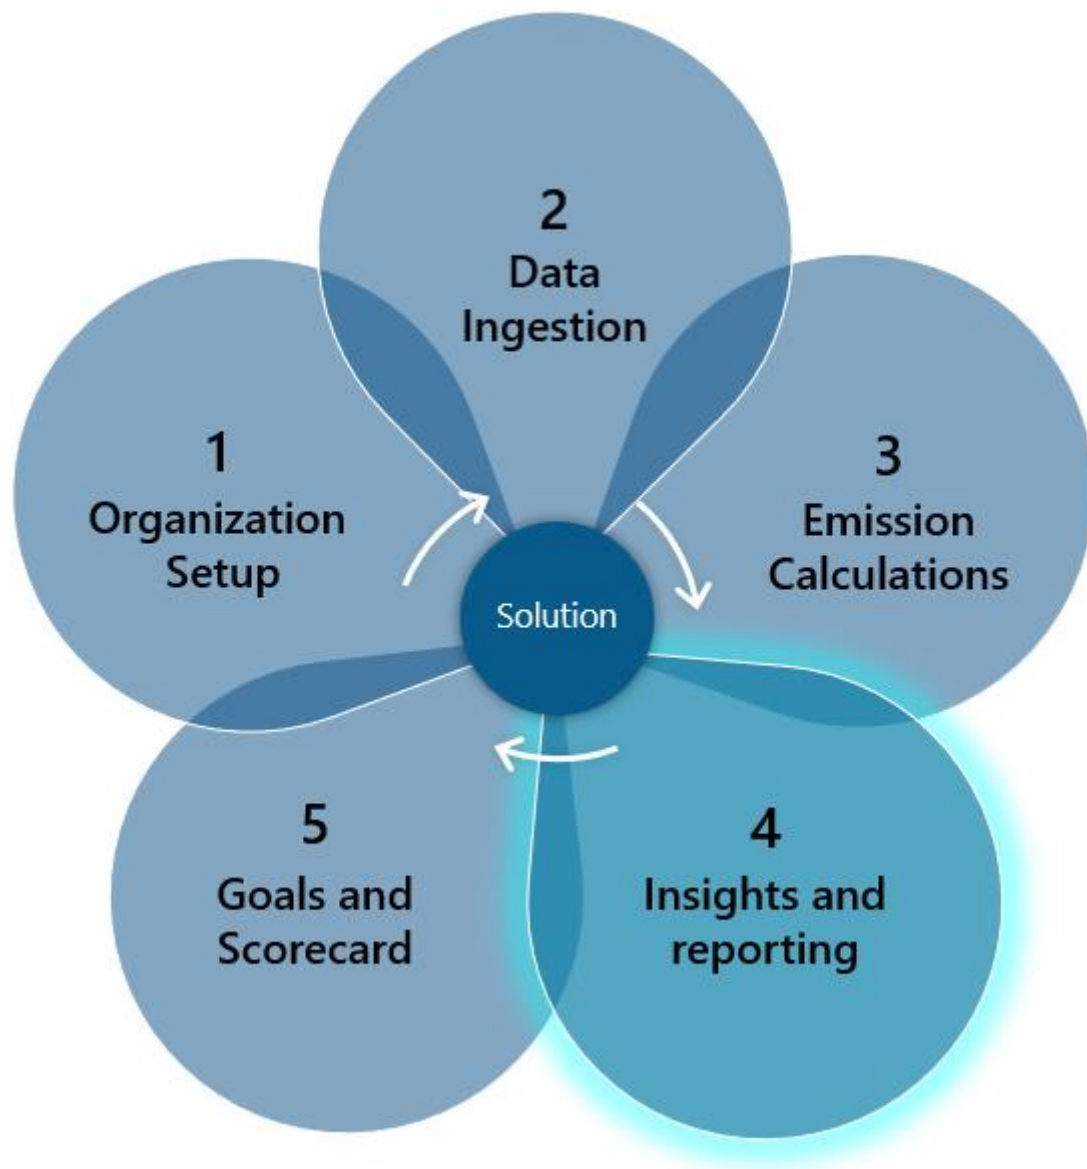 1
Organization
Setup
2
Data
Ingestion
3
Emission
Calculations
4
Insights and
reporting
5
Goals and
Scorecard
Solution